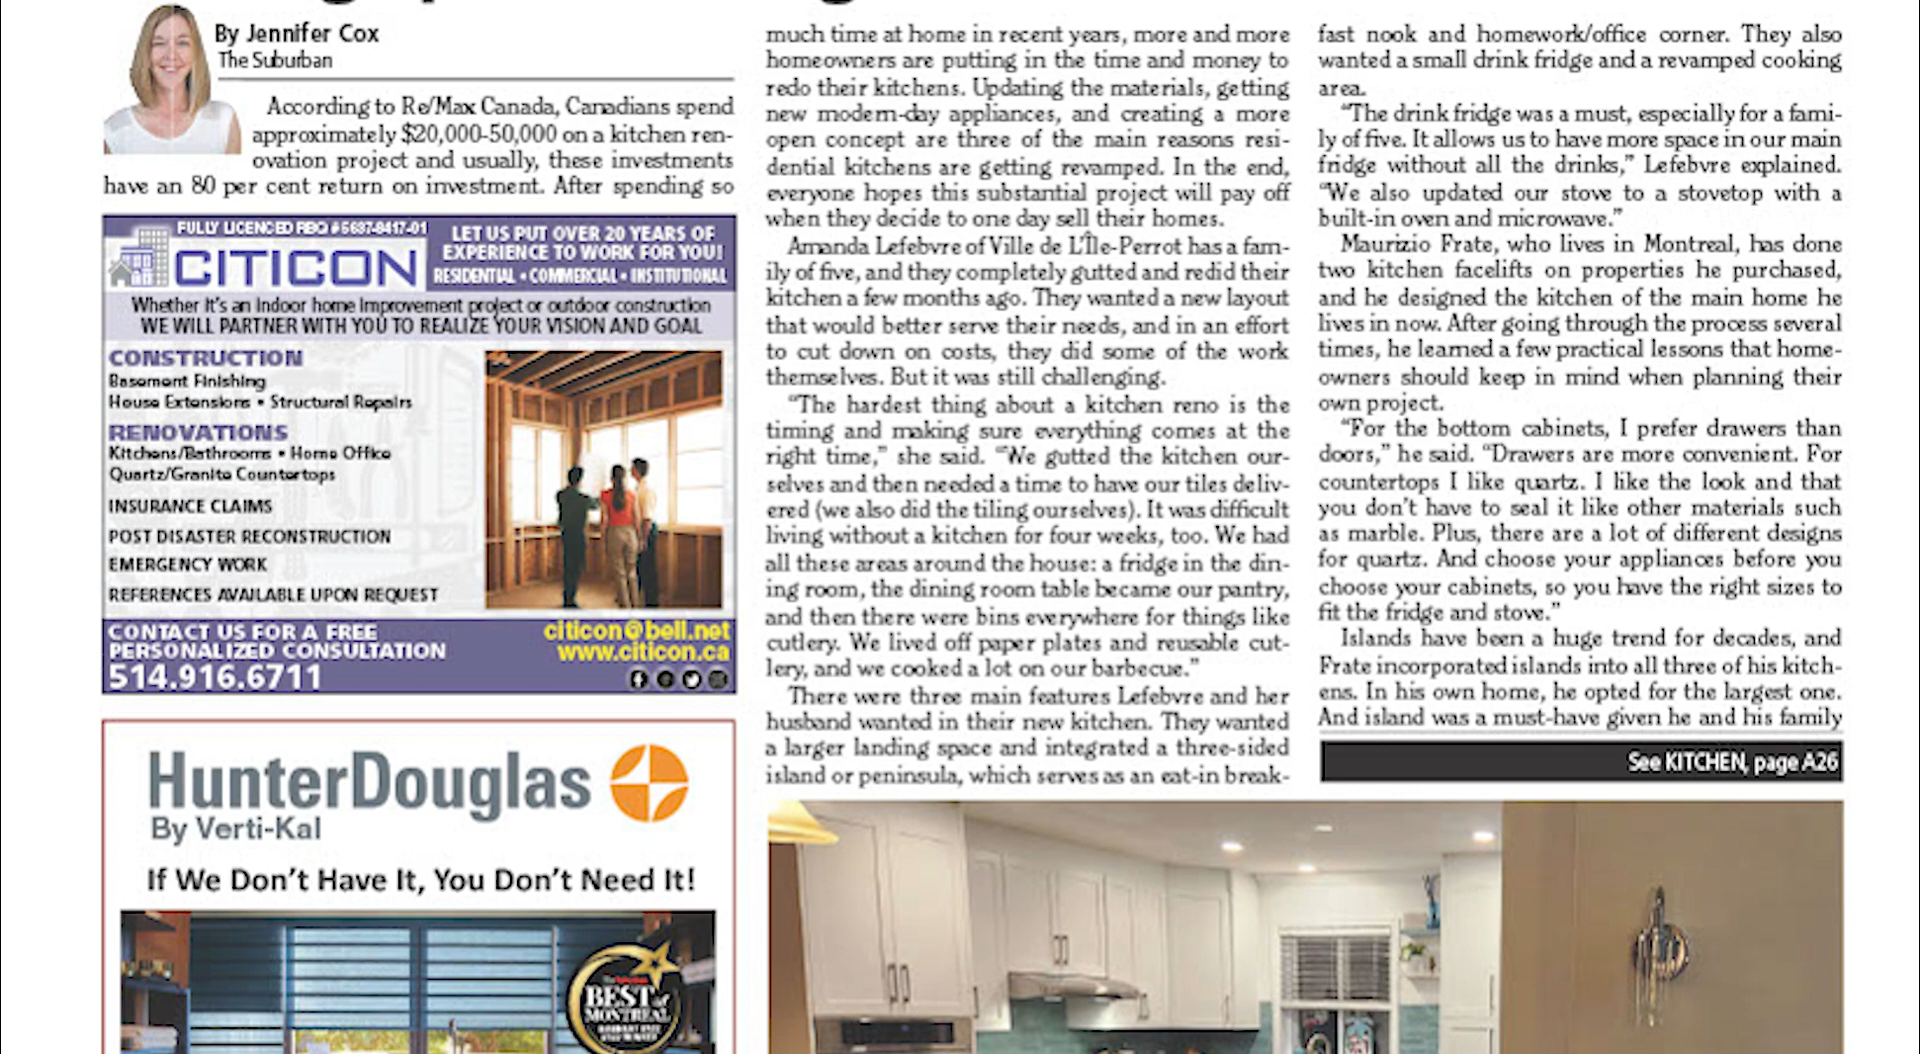 By Jennifer Cox
The Suburban
According to Re/Max Canada, Canadians spend
approximately $20,000-50,000 on a kitchen ren-
ovation project and usually, these investments
have an 80 per cent return on investment. After spending so
much time at home in recent years, more and more
homeowners are putting in the time and money to
redo their kitchens. Updating the materials, getting
new modern-day appliances, and creating a more
open concept are three of the main reasons resi-
dential kitchens are getting revamped. In the end,
everyone hopes this substantial project will pay off
when they decide to one day sell their homes.
Amanda Lefebvre of Ville de L’Île-Perrot has a fam-
ily of five, and they completely gutted and redid their
kitchen a few months ago. They wanted a new layout
that would better serve their needs, and in an effort
to cut down on costs, they did some of the work
themselves. But it was still challenging.
“The hardest thing about a kitchen reno is the
timing and making sure everything comes at the
right time,” she said. “We gutted the kitchen our-
selves and then needed a time to have our tiles deliv-
ered (we also did the tiling ourselves). It was difficult
living without a kitchen for four weeks, too. We had
all these areas around the house: a fridge in the din-
ing room, the dining room table became our pantry,
and then there were bins everywhere for things like
cutlery. We lived off paper plates and reusable cut-
lery, and we cooked a lot on our barbecue.”
There were three main features Lefebvre and her
husband wanted in their new kitchen. They wanted
a larger landing space and integrated a three-sided
island or peninsula, which serves as an eat-in break-
fast nook and homework/office corner. They also
wanted a small drink fridge and a revamped cooking
area.
“The drink fridge was a must, especially for a fami-
ly of five. It allows us to have more space in our main
fridge without all the drinks,” Lefebvre explained.
“We also updated our stove to a stovetop with a
built-in oven and microwave.”
Maurizio Frate, who lives in Montreal, has done
two kitchen facelifts on properties he purchased,
and he designed the kitchen of the main home he
lives in now. After going through the process several
times, he learned a few practical lessons that home-
owners should keep in mind when planning their
own project.
“For the bottom cabinets, I prefer drawers than
doors,” he said. “Drawers are more convenient. For
countertops I like quartz. I like the look and that
you don’t have to seal it like other materials such
as marble. Plus, there are a lot of different designs
for quartz. And choose your appliances before you
choose your cabinets, so you have the right sizes to
fit the fridge and stove.”
Islands have been a huge trend for decades, and
Frate incorporated islands into all three of his kitch-
ens. In his own home, he opted for the largest one.
And island was a must-have given he and his family
See KITCHEN, page A26
FULLY LICENCED RBQ #5687-8417-01
CITICON
LET US PUT OVER 20 YEARS OF
EXPERIENCE TO WORK FOR YOU!
RESIDENTIAL • COMMERCIAL • INSTITUTIONAL
Whether it's an indoor home improvement project or outdoor construction
WE WILL PARTNER WITH YOU TO REALIZE YOUR VISION AND GOAL
CONSTRUCTION
Basement Finishing
House Extensions • Structural Repairs
RENOVATIONS
Kitchens/Bathrooms • Home Office
Quartz/Granite Countertops
INSURANCE CLAIMS
POST DISASTER RECONSTRUCTION
EMERGENCY WORK
REFERENCES AVAILABLE UPON REQUEST
CONTACT US FOR A FREE
PERSONALIZED CONSULTATION
514.916.6711
citicon@bell.net
www.citicon.ca
HunterDouglas
By Verti-Kal
If We Don't Have It, You Don't Need It!
BEST of
MONTREAL